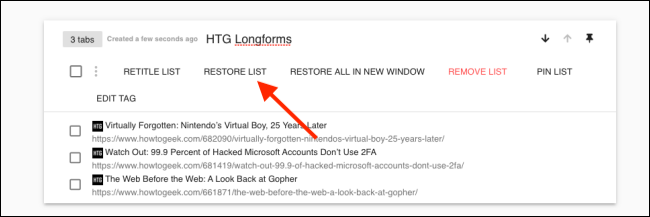 3 tabs Created a few seconds ago HTG Longforms
RETITLE LIST RESTORE LIST RESTORE ALL IN NEW WINDOW REMOVE LIST PIN LIST
EDIT TAG
HTG Virtually Forgotten: Nintendo's Virtual Boy, 25 Years Later
https://www.howtogeek.com/682090/virtually-forgotten-nintendos-virtual-boy-25-years-later/
HTG Watch Out: 99.9 Percent of Hacked Microsoft Accounts Don't Use 2FA
https://www.howtogeek.com/681419/watch-out-99.9-of-hacked-microsoft-accounts-dont-use-2fa/
HTG The Web Before the Web: A Look Back at Gopher
https://www.howtogeek.com/661871/the-web-before-the-web-a-look-back-at-gopher/